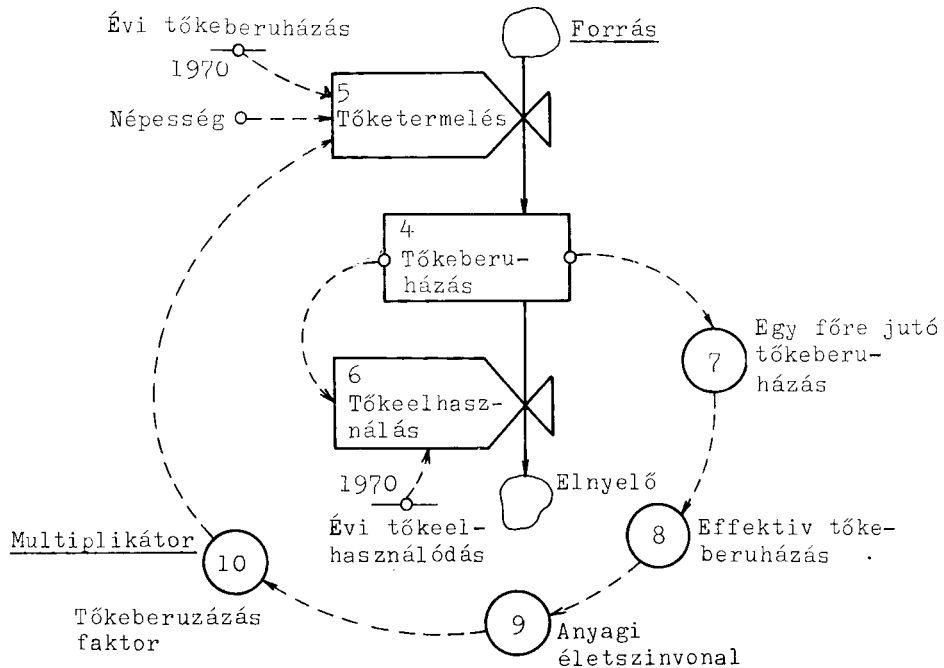 Évi tőkeberuházás
Forrás
1970
5
Tőketermelés
Népesség
4
Tőkeberu-
házás
Egy főre jutó
tőkeberu-
házás
7
6
Tőkeelhasz-
nálás
1970
Elnyelő
Évi tőkeel-
használódás
8
Effektiv tőke-
beruházás
Multiplikátor
10
Tőkeberuzázás
faktor
9
Anyagi
életszinvonal